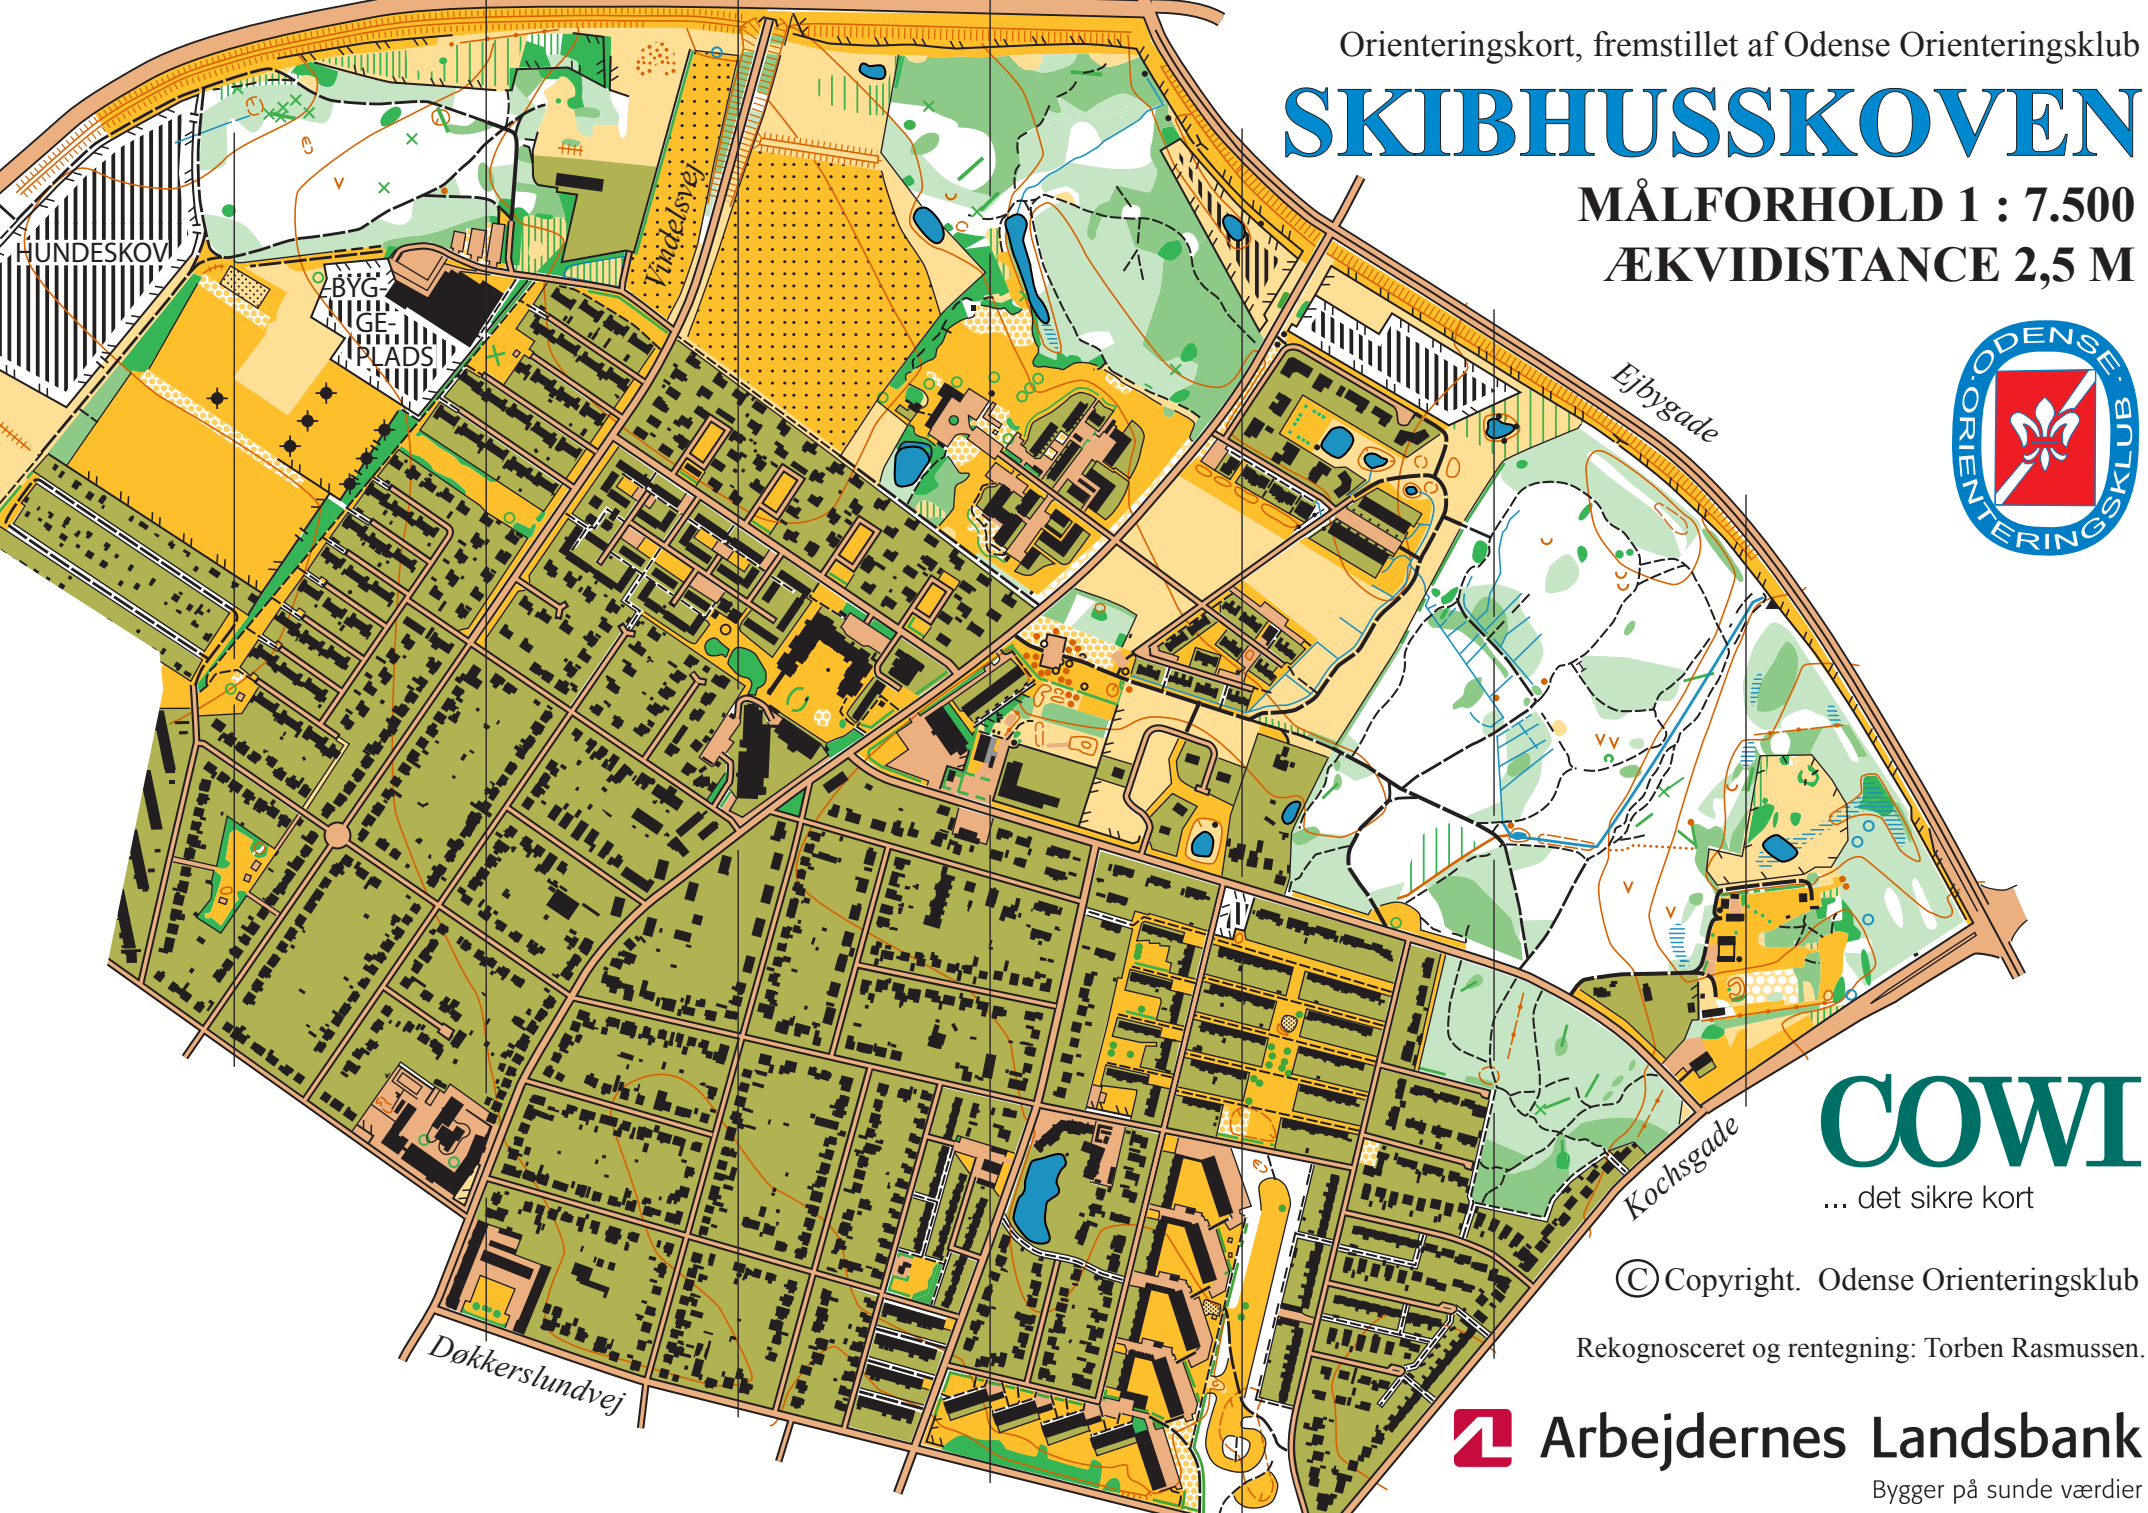 Orienteringskort, fremstillet af Odense Orienteringsklub
SKIBHUSSKOVEN
MÅLFORHOLD 1 : 7.500
ÆKVIDISTANCE 2,5 M
HUNDESKOV
BYG-
GE-
PLADS
Vindelsvej
Ejbygade
ODENSE · ORIENTERINGSKLUB ·
Kochsgade
Døkkerslundvej
COWI
... det sikre kort
© Copyright. Odense Orienteringsklub
Rekognosceret og rentegning: Torben Rasmussen.
Arbejdernes Landsbank
Bygger på sunde værdier